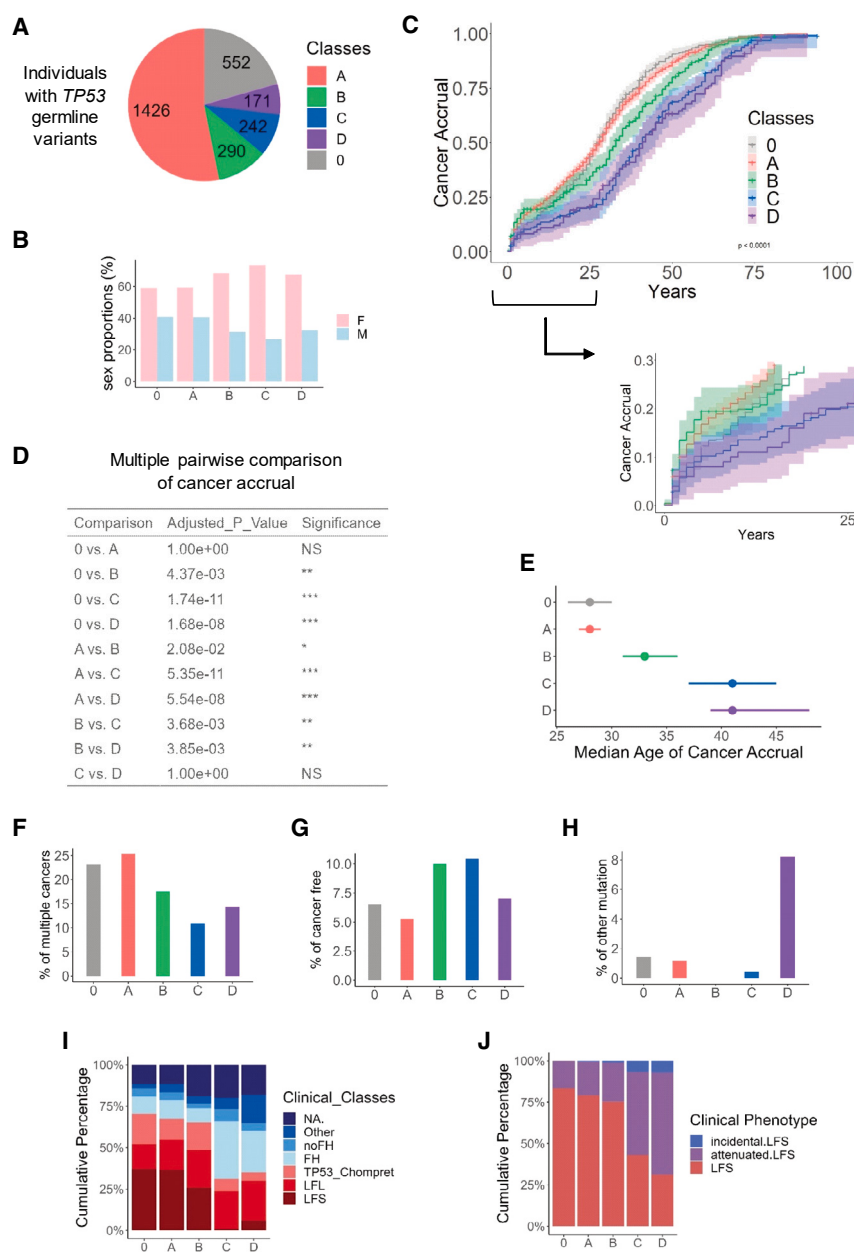 A
Individuals
with TP53
germline
variants
552
171
242
290
1426
Classes
A
B
C
D
0
B
sex proportions (%)
60
40
20
0
0 A B C D
F
M
C
Cancer Accrual
1.00
0.75
0.50
0.25
0.00
0 25 50 75 100
Years
Classes
0
A
B
C
D
p < 0.0001
Cancer Accrual
0.3
0.2
0.1
0.0
0 25
Years
D
Multiple pairwise comparison
of cancer accrual
Comparison Adjusted_P_Value Significance
0 vs. A 1.00e+00 NS
0 vs. B 4.37e-03 **
0 vs. C 1.74e-11 ***
0 vs. D 1.68e-08 ***
A vs. B 2.08e-02 *
A vs. C 5.35e-11 ***
A vs. D 5.54e-08 ***
B vs. C 3.68e-03 **
B vs. D 3.85e-03 **
C vs. D 1.00e+00 NS
E
0
A
B
C
D
25 30 35 40 45
Median Age of Cancer Accrual
F
% of multiple cancers
25
20
15
10
5
0
0 A B C D
G
% of cancer free
10.0
7.5
5.0
2.5
0.0
0 A B C D
H
% of other mutation
8
6
4
2
0
0 A B C D
I
Cumulative Percentage
100%
75%
50%
25%
0%
0 A B C D
Clinical_Classes
NA.
Other
noFH
FH
TP53_Chompret
LFL
LFS
J
Cumulative Percentage
100%
75%
50%
25%
0%
0 A B C D
Clinical Phenotype
incidental.LFS
attenuated.LFS
LFS